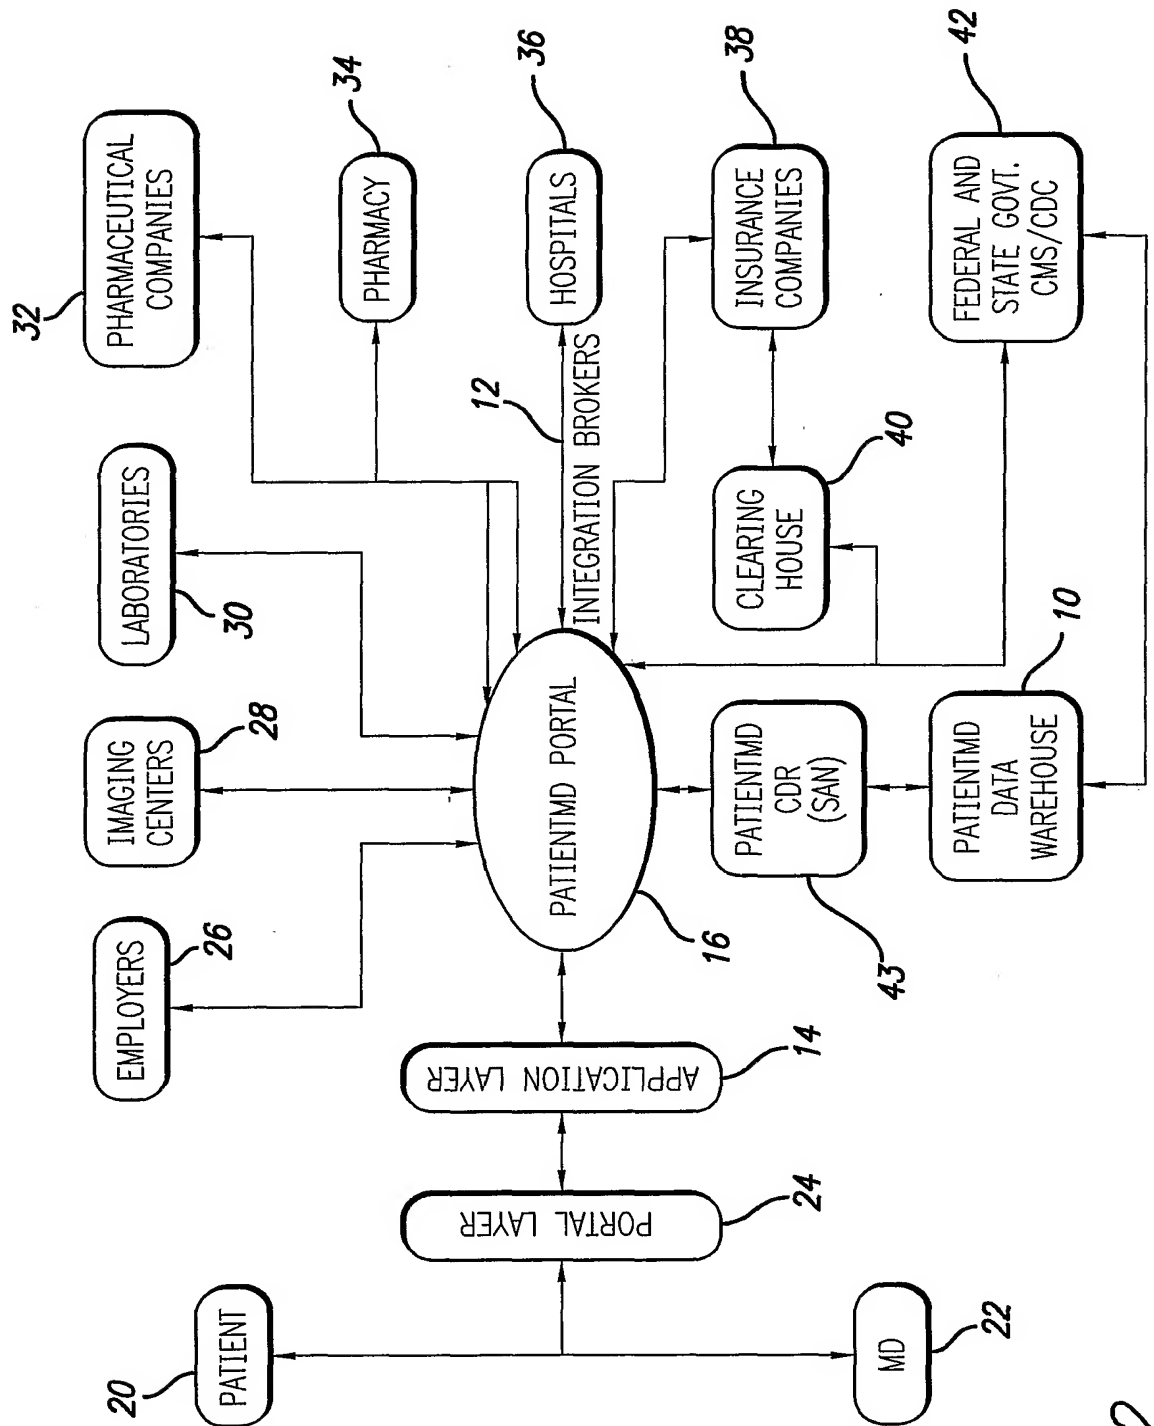 32
PHARMACEUTICAL
COMPANIES
34
PHARMACY
36
HOSPITALS
38
INSURANCE
COMPANIES
42
FEDERAL AND
STATE GOVT.
CMS/CDC
30
LABORATORIES
12
INTEGRATION BROKERS
40
CLEARING
HOUSE
28
IMAGING
CENTERS
PATIENTMD PORTAL
16
PATIENTMD
CDR
(SAN)
43
10
PATIENTMD
DATA
WAREHOUSE
26
EMPLOYERS
APPLICATION LAYER
14
PORTAL LAYER
24
20
PATIENT
MD
22